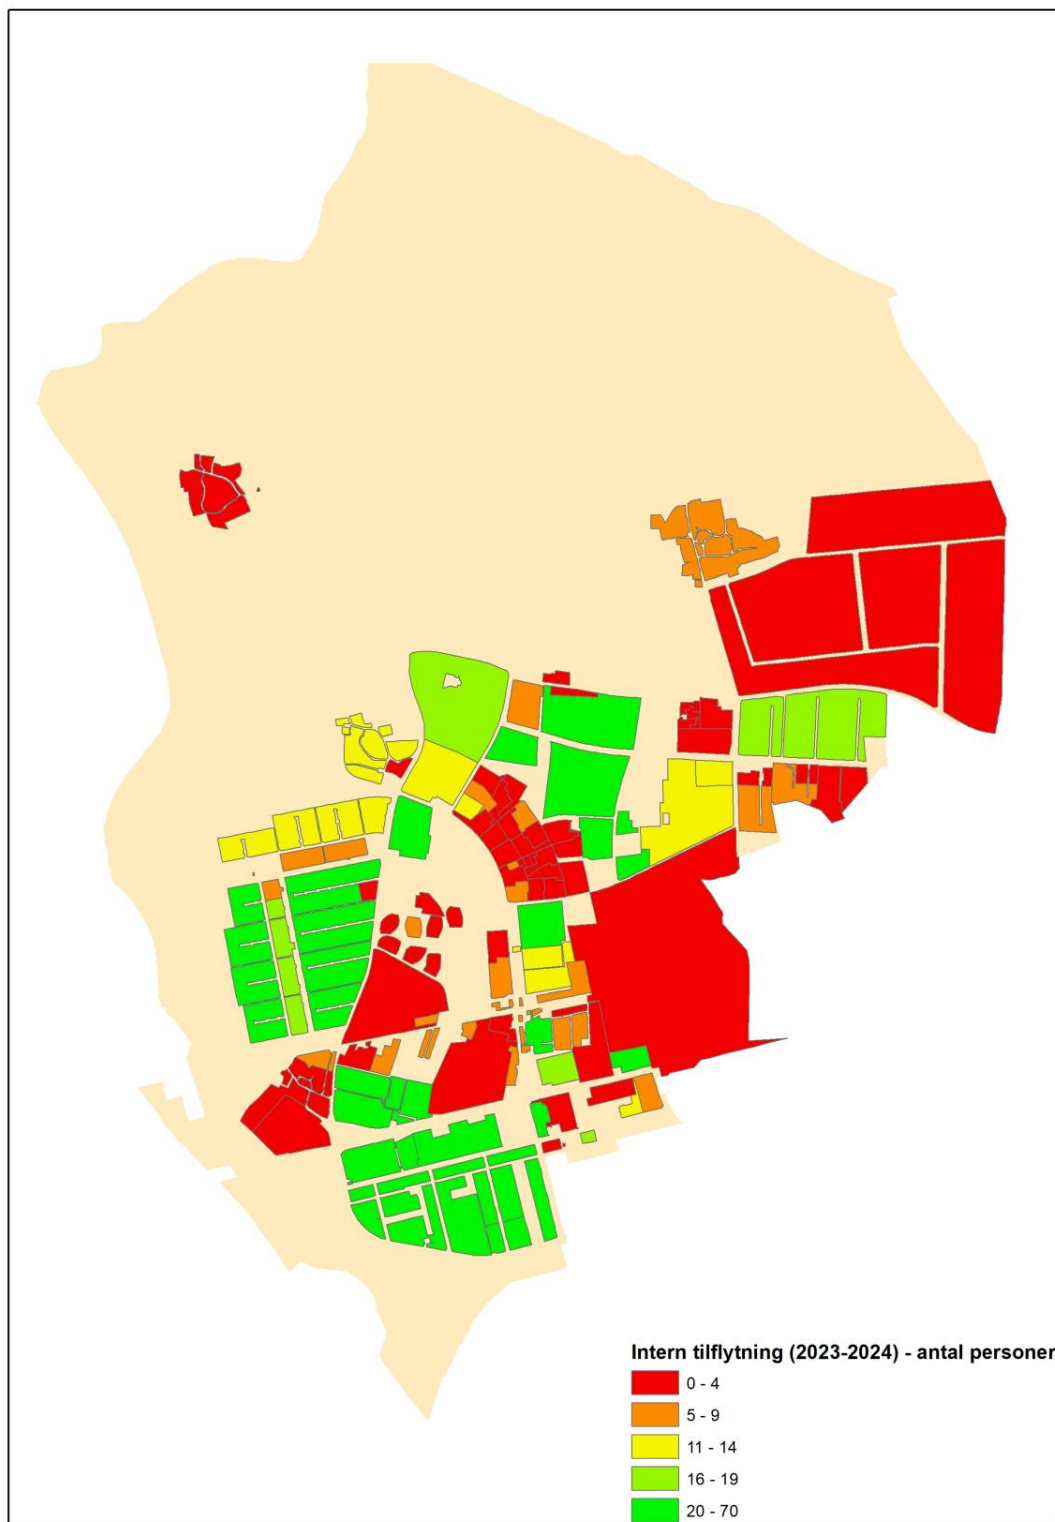 Intern tilflytning (2023-2024) - antal personer
0 - 4
5 - 9
11 - 14
16 - 19
20 - 70